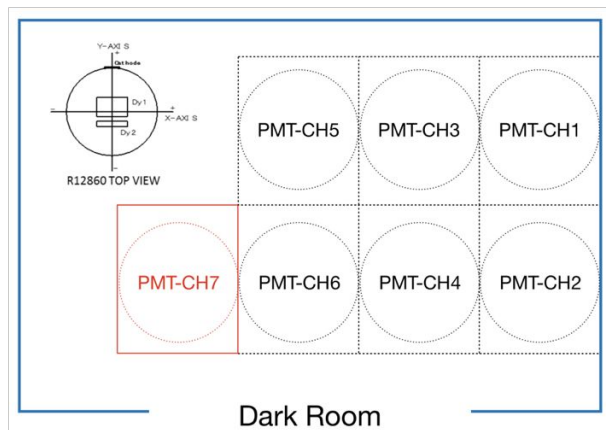 Y-AXIS
+
Cathode
Dy1
-
+
X-AXIS
Dy2
-
R12860 TOP VIEW
PMT-CH5 PMT-CH3 PMT-CH1
PMT-CH7 PMT-CH6 PMT-CH4 PMT-CH2
Dark Room